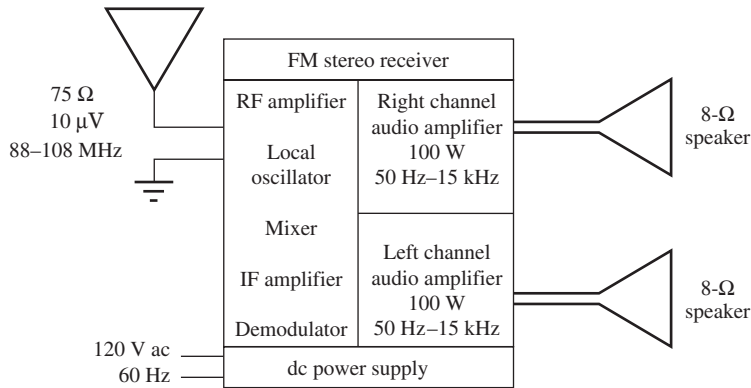 FM stereo receiver
75 Ω
10 μV
88–108 MHz
RF amplifier
Local
oscillator
Mixer
IF amplifier
Demodulator
Right channel
audio amplifier
100 W
50 Hz–15 kHz
8-Ω
speaker
Left channel
audio amplifier
100 W
50 Hz–15 kHz
8-Ω
speaker
120 V ac
60 Hz
dc power supply